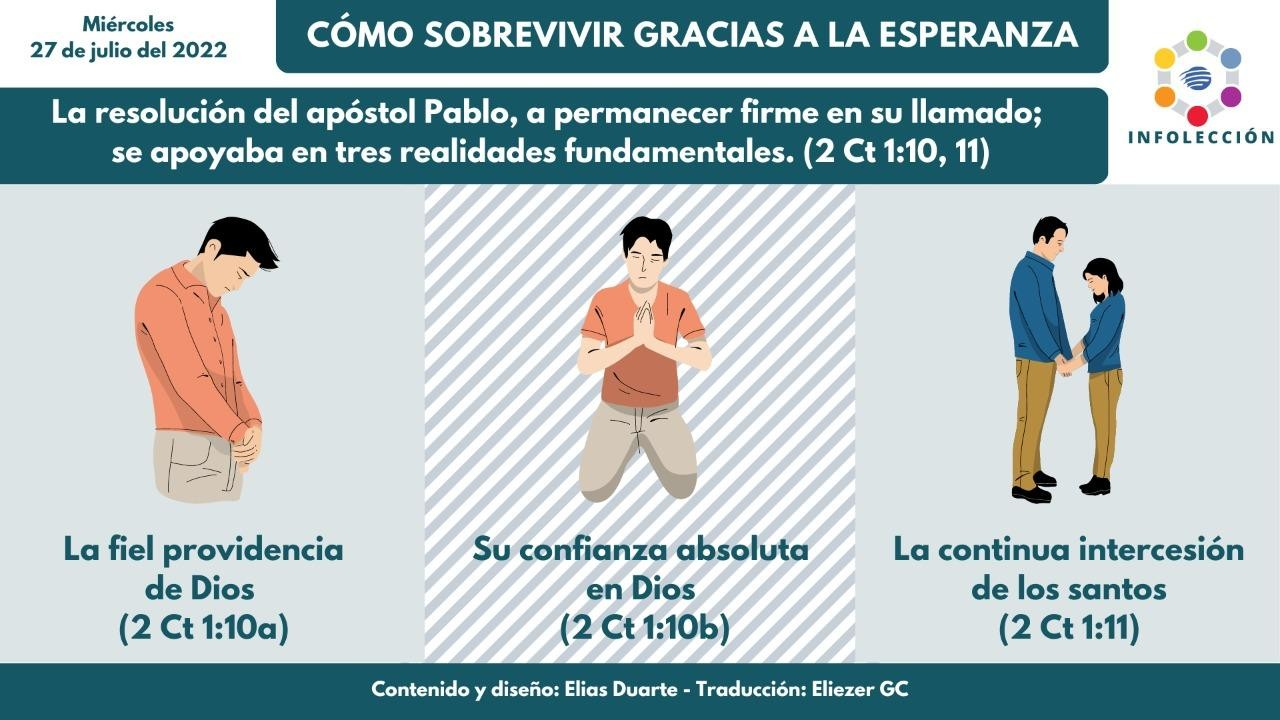 Miércoles
27 de julio del 2022
CÓMO SOBREVIVIR GRACIAS A LA ESPERANZA
INFOLECCIÓN
La resolución del apóstol Pablo, a permanecer firme en su llamado;
se apoyaba en tres realidades fundamentales. (2 Ct 1:10, 11)
La fiel providencia
de Dios
(2 Ct 1:10a)
Su confianza absoluta
en Dios
(2 Ct 1:10b)
La continua intercesión
de los santos
(2 Ct 1:11)
Contenido y diseño: Elias Duarte - Traducción: Eliezer GC